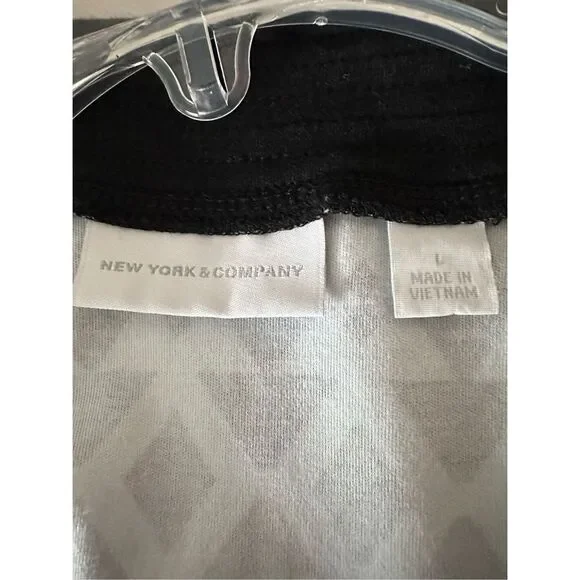 NEW YORK & COMPANY
L
MADE IN
VIETNAM